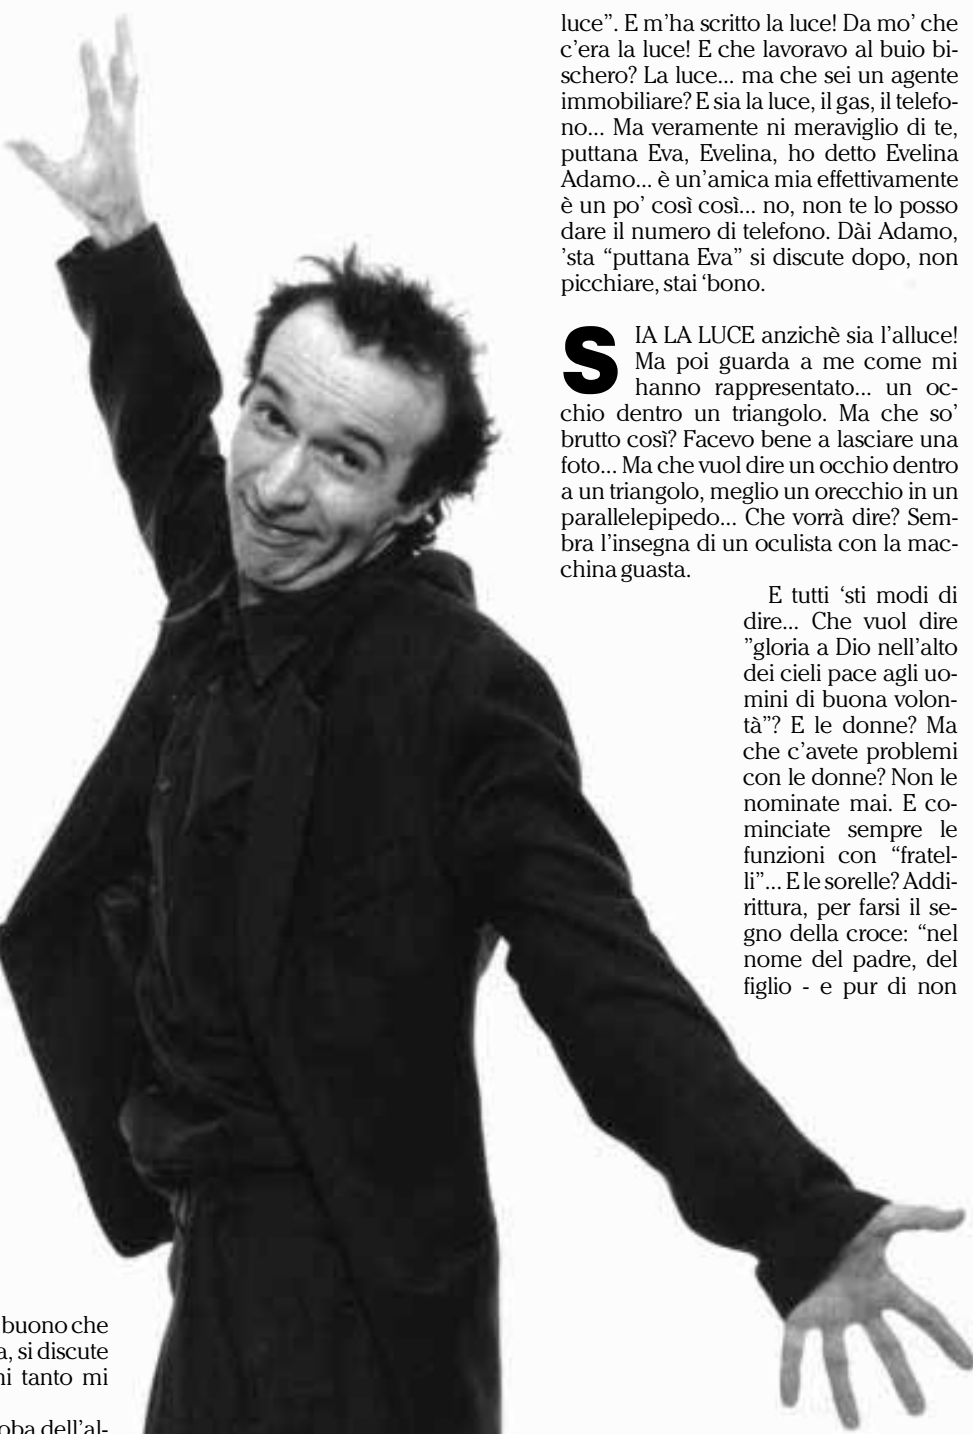 buono che
a, si discute
ni tanto mi
oba dell'al-
luce”. E m'ha scritto la luce! Da mo' che
c'era la luce! E che lavoravo al buio bi-
schero? La luce... ma che sei un agente
immobiliare? E sia la luce, il gas, il telefo-
no... Ma veramente ni meraviglio di te,
puttana Eva, Evelina, ho detto Evelina
Adamo... è un'amica mia effettivamente
è un po' così così... no, non te lo posso
dare il numero di telefono. Dài Adamo,
'sta “puttana Eva” si discute dopo, non
picchiare, stai ‘bono.
SIA LA LUCE anzichè sia l'alluce!
Ma poi guarda a me come mi
hanno rappresentato... un oc-
chio dentro un triangolo. Ma che so'
brutto così? Facevo bene a lasciare una
foto... Ma che vuol dire un occhio dentro
a un triangolo, meglio un orecchio in un
parallelepipedo... Che vorrà dire? Sem-
bra l'insegna di un oculista con la mac-
china guasta.
E tutti ‘sti modi di
dire... Che vuol dire
”gloria a Dio nell'alto
dei cieli pace agli uo-
mini di buona volon-
tà”? E le donne? Ma
che c'avete problemi
con le donne? Non le
nominate mai. E co-
minciate sempre le
funzioni con “fratel-
li”... E le sorelle? Addi-
rittura, per farsi il se-
gno della croce: “nel
nome del padre, del
figlio - e pur di non